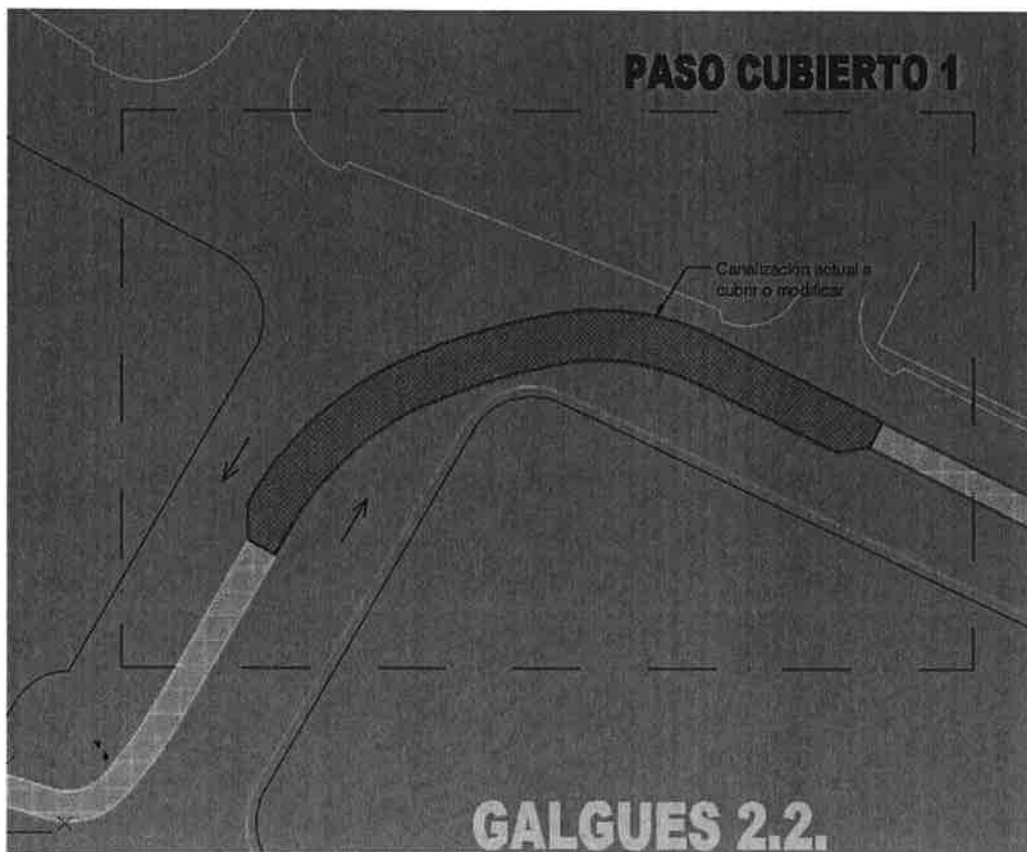 PASO CUBIERTO 1
Canalización actual a
cubrir o modificar
GALGUES 2.2.